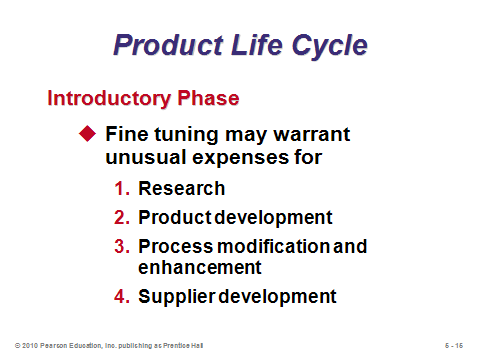 Product Life Cycle
Introductory Phase
Fine tuning may warrant
unusual expenses for
1. Research
2. Product development
3. Process modification and
enhancement
4. Supplier development
© 2010 Pearson Education, Inc. publishing as Prentice Hall
5 - 15